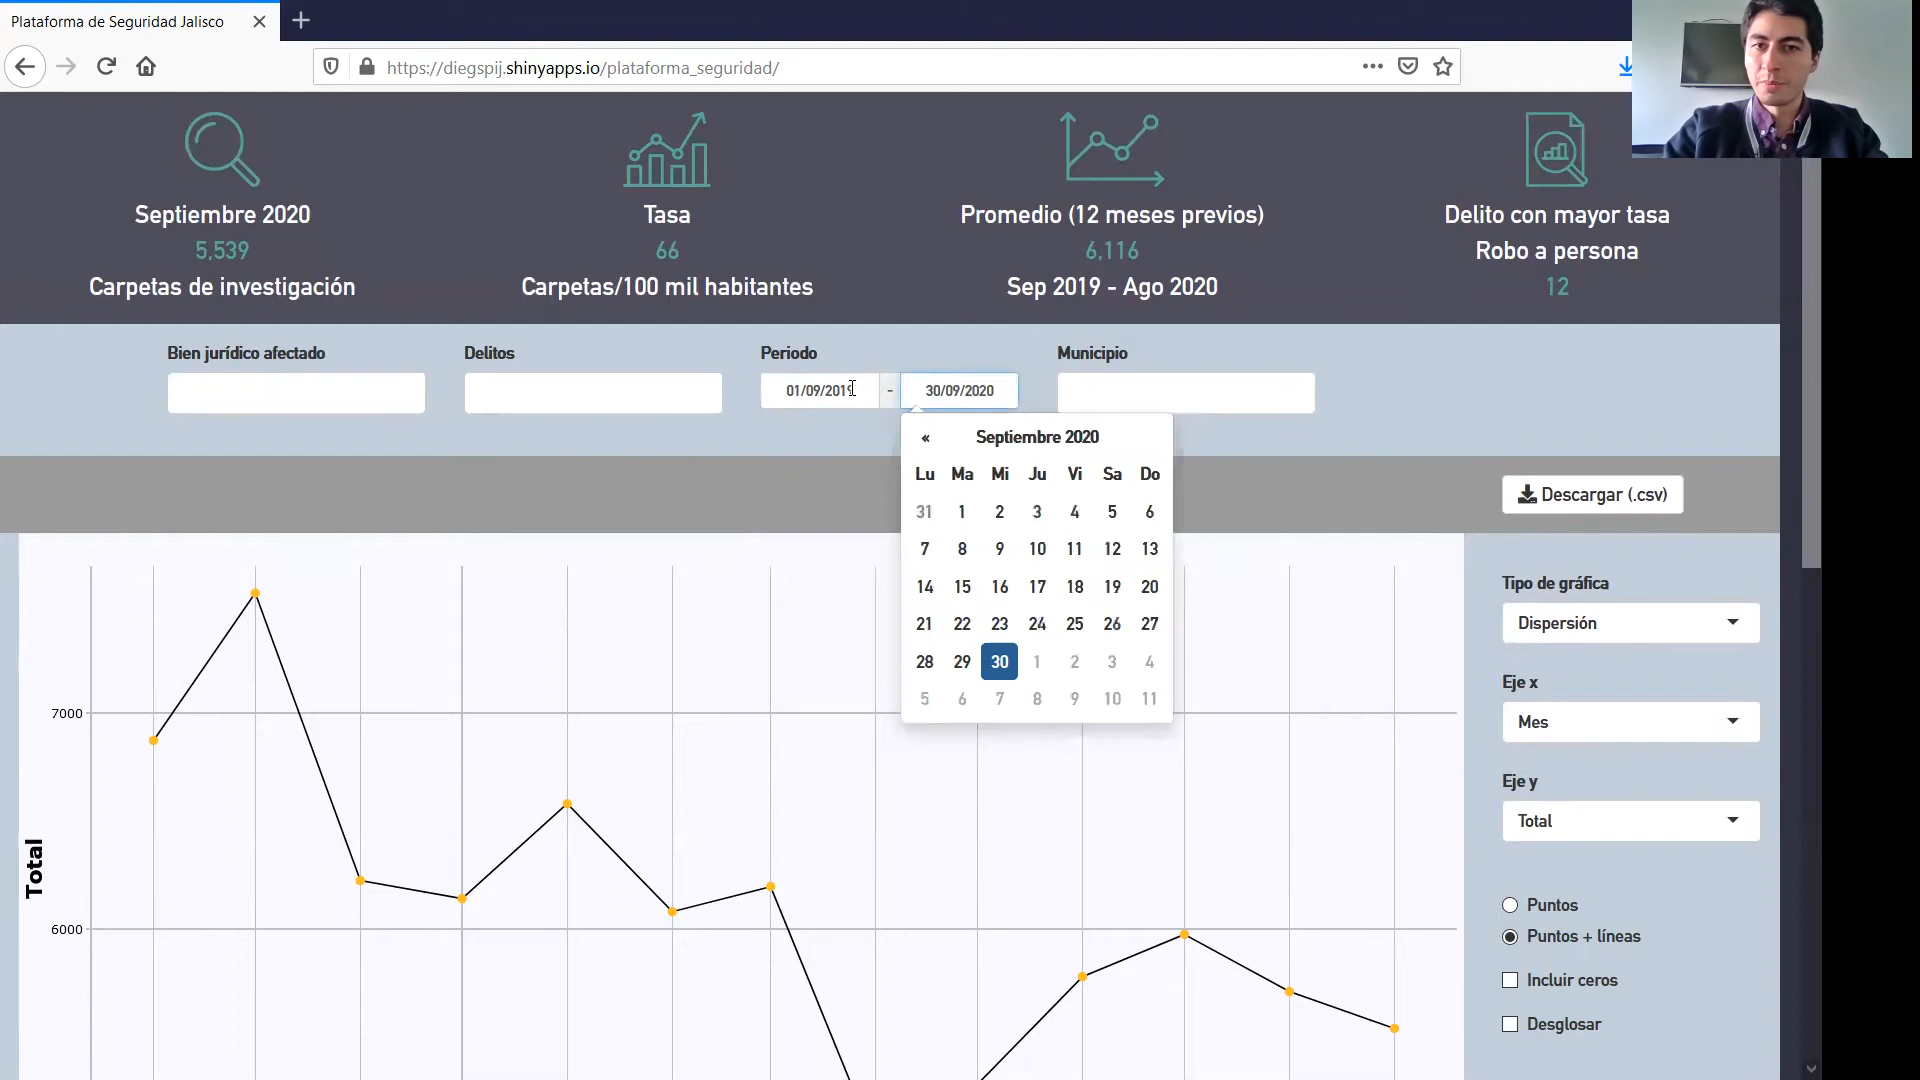 Plataforma de Seguridad Jalisco
https://diegspij.shinyapps.io/plataforma_seguridad/
Septiembre 2020
5,539
Carpetas de investigación
Tasa
66
Carpetas/100 mil habitantes
Promedio (12 meses previos)
6,116
Sep 2019 - Ago 2020
Delito con mayor tasa
Robo a persona
12
Bien jurídico afectado
Delitos
Periodo
Municipio
01/09/2019 - 30/09/2020
« Septiembre 2020
Lu Ma Mi Ju Vi Sa Do
31 1 2 3 4 5 6
7 8 9 10 11 12 13
14 15 16 17 18 19 20
21 22 23 24 25 26 27
28 29 30 1 2 3 4
5 6 7 8 9 10 11
Descargar (.csv)
Total
7000
6000
Tipo de gráfica
Dispersión
Eje x
Mes
Eje y
Total
Puntos
Puntos + líneas
Incluir ceros
Desglosar